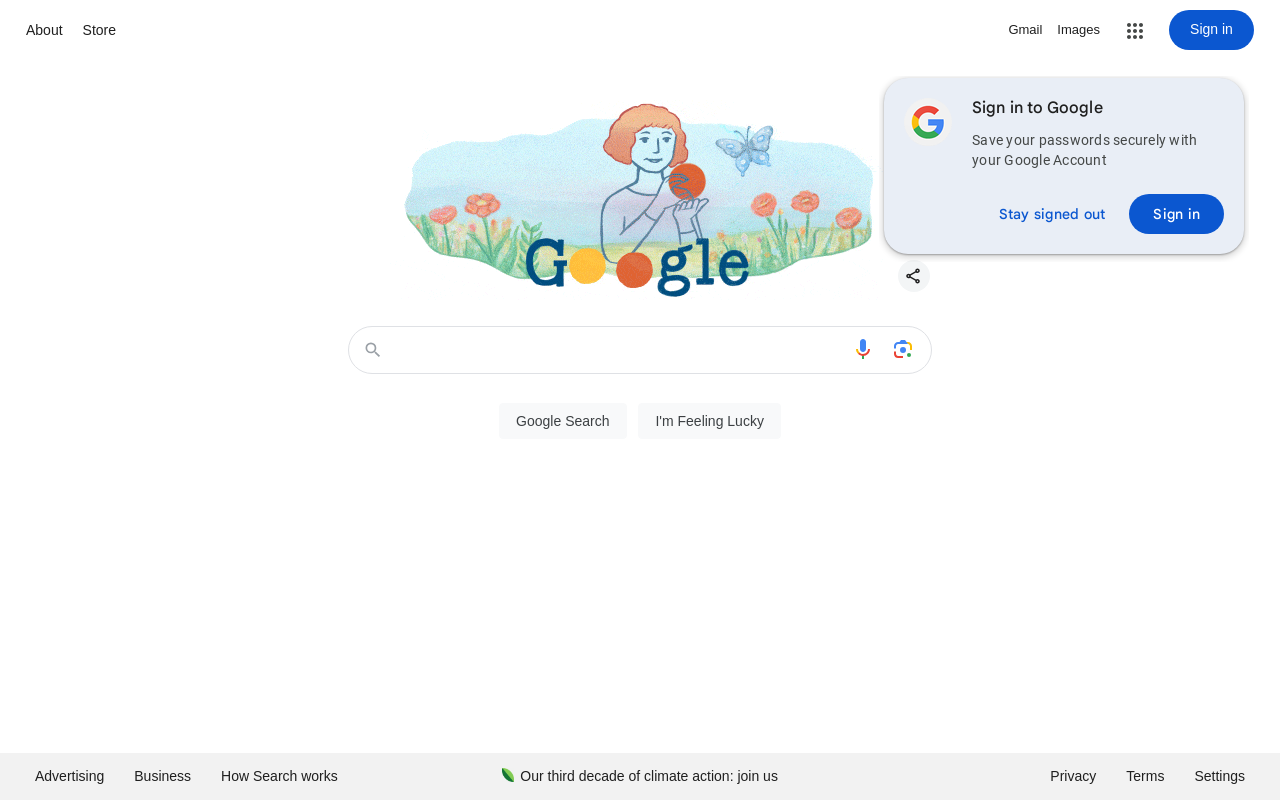 About Store
Gmail Images
Sign in
Sign in to Google
Save your passwords securely with
your Google Account
Stay signed out
Sign in
Google
Google Search
I'm Feeling Lucky
Advertising Business How Search works
Our third decade of climate action: join us
Privacy Terms Settings